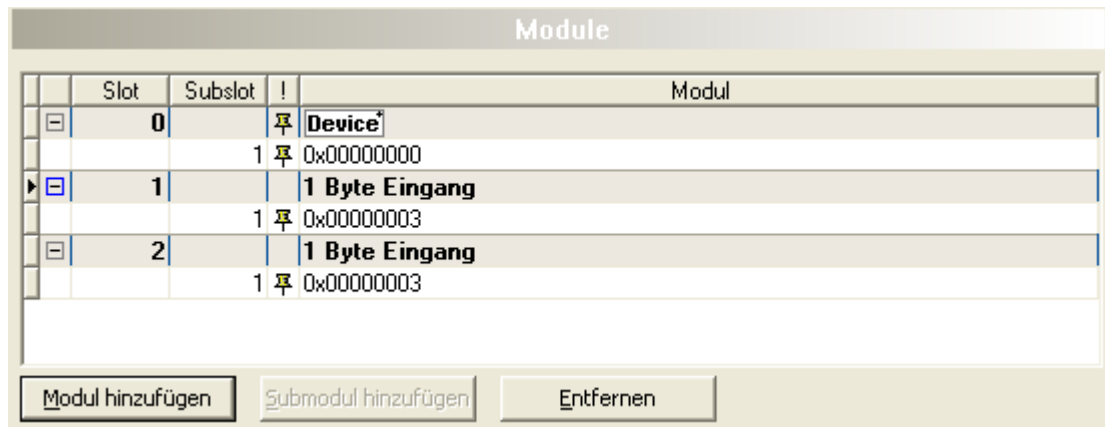 Module
Slot Subslot ! Modul
0 Device+
1 0x00000000
1 1 Byte Eingang
1 0x00000003
2 1 Byte Eingang
1 0x00000003
Modul hinzufügen Submodul hinzufügen Entfernen